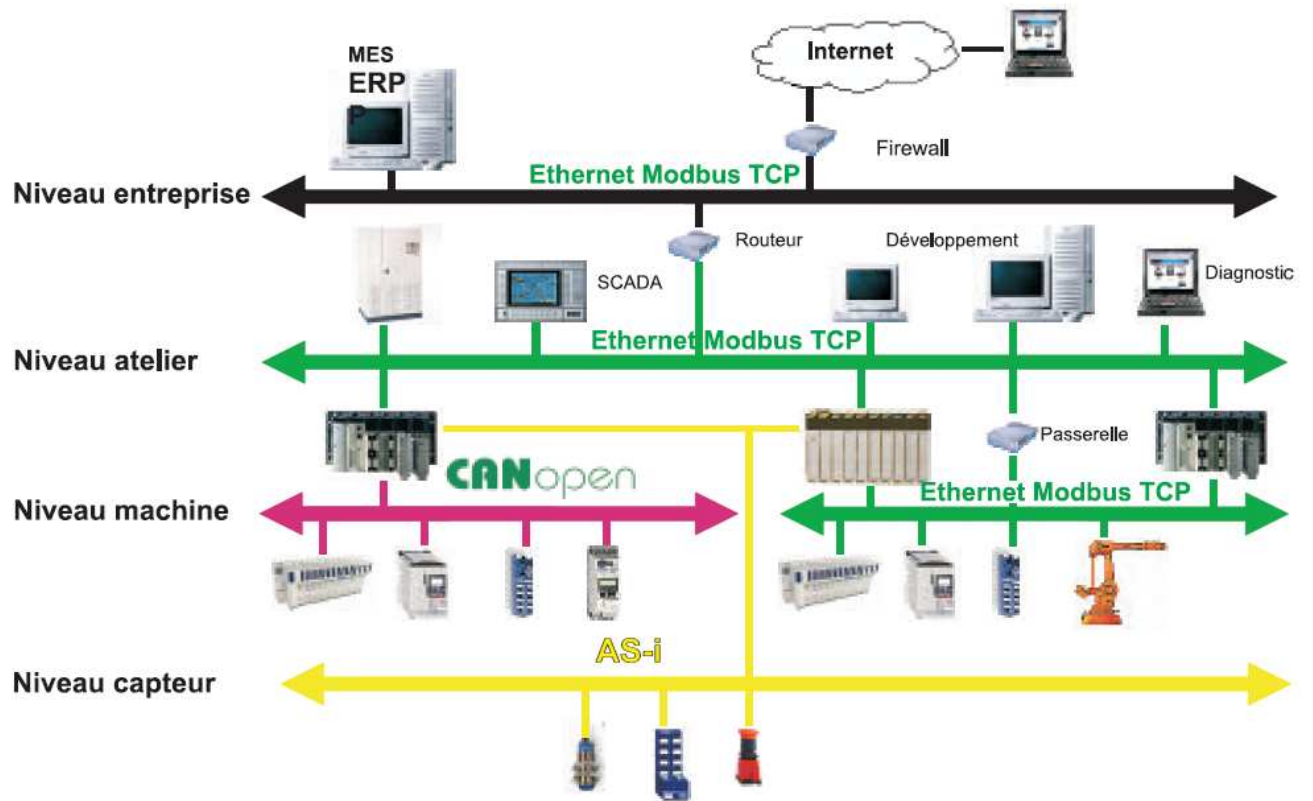 MES
ERP
P
Internet
Firewall
Ethernet Modbus TCP
Niveau entreprise
Routeur
Développement
SCADA
Diagnostic
Ethernet Modbus TCP
Niveau atelier
Passerelle
CANopen
Ethernet Modbus TCP
Niveau machine
AS-i
Niveau capteur